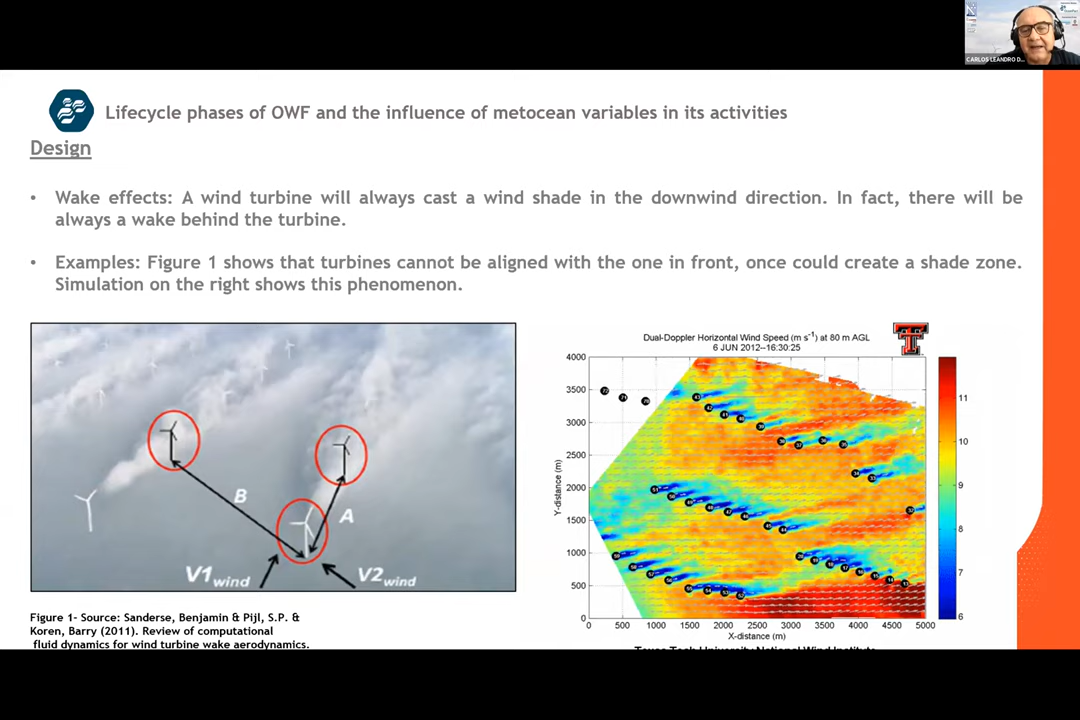 CARLOS LEANDRO D...
Lifecycle phases of OWF and the influence of metocean variables in its activities
Design
• Wake effects: A wind turbine will always cast a wind shade in the downwind direction. In fact, there will be
always a wake behind the turbine.
• Examples: Figure 1 shows that turbines cannot be aligned with the one in front, once could create a shade zone.
Simulation on the right shows this phenomenon.
B
A
V1wind
V2wind
Figure 1- Source: Sanderse, Benjamin & Pijl, S.P. &
Koren, Barry (2011). Review of computational
fluid dynamics for wind turbine wake aerodynamics.
Dual-Doppler Horizontal Wind Speed (m s⁻¹) at 80 m AGL
6 JUN 2012--16:30:25
4000
3500
3000
2500
2000
1500
1000
500
0
Y-distance (m)
0 500 1000 1500 2000 2500 3000 3500 4000 4500 5000
X-distance (m)
11
10
9
8
7
6
Texas Tech University National Wind Institute